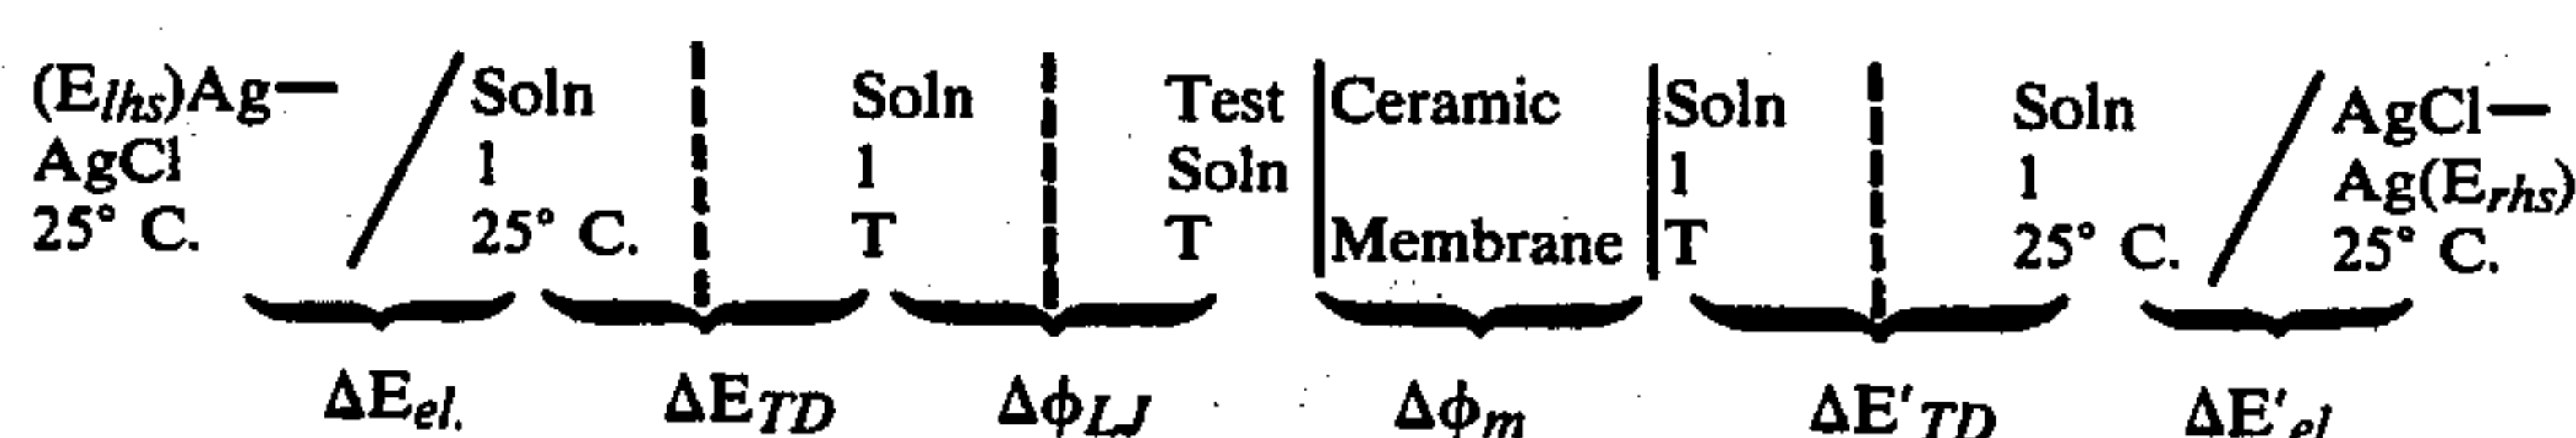 (Elhs)Ag— Soln Soln Test Ceramic Soln Soln AgCl—
AgCl 1 1 Soln 1 1 Ag(Erhs)
25° C. 25° C. T T Membrane T 25° C. 25° C.
ΔEel. ΔETD ΔϕLJ Δϕm ΔE'TD ΔE'el